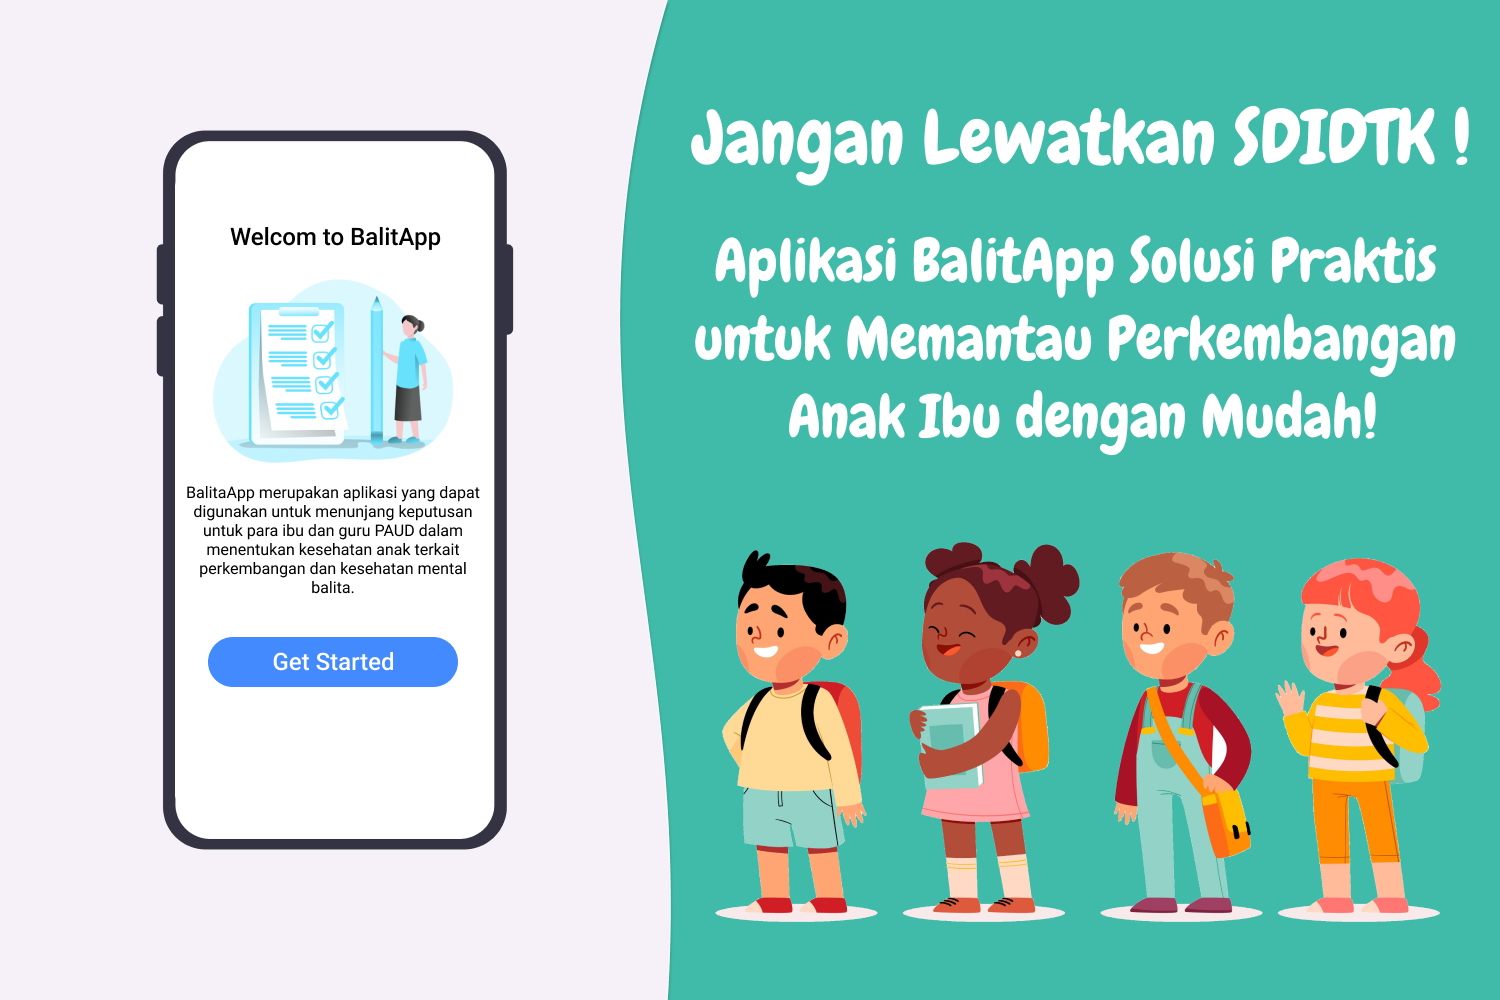 Welcom to BalitApp
BalitaApp merupakan aplikasi yang dapat
digunakan untuk menunjang keputusan
untuk para ibu dan guru PAUD dalam
menentukan kesehatan anak terkait
perkembangan dan kesehatan mental
balita.
Get Started
Jangan Lewatkan SDIDTK !
Aplikasi BalitApp Solusi Praktis
untuk Memantau Perkembangan
Anak Ibu dengan Mudah!